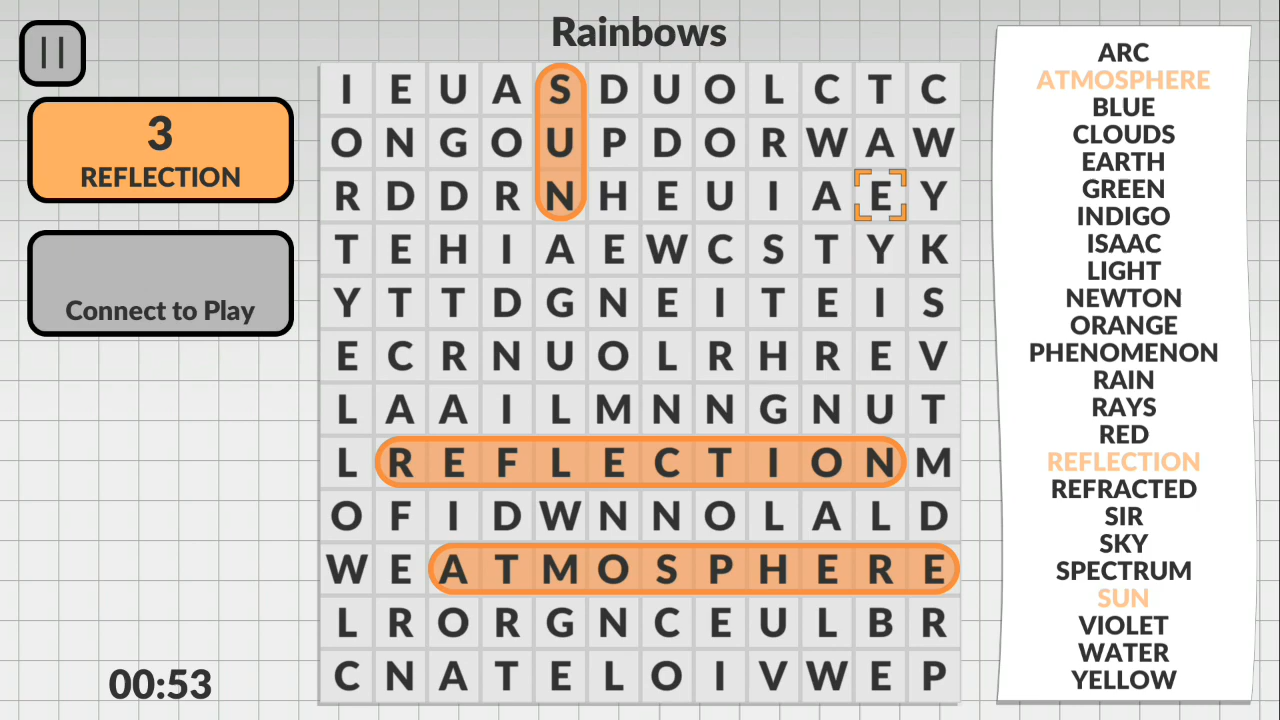 Rainbows
3
REFLECTION
Connect to Play
00:53
I E U A S D U O L C T C
O N G O U P D O R W A W
R D D R N H E U I A E Y
T E H I A E W C S T Y K
Y T T D G N E I T E I S
E C R N U O L R H R E V
L A A I L M N N G N U T
L R E F L E C T I O N M
O F I D W N N O L A L D
W E A T M O S P H E R E
L R O R G N C E U L B R
C N A T E L O I V W E P
ARC
ATMOSPHERE
BLUE
CLOUDS
EARTH
GREEN
INDIGO
ISAAC
LIGHT
NEWTON
ORANGE
PHENOMENON
RAIN
RAYS
RED
REFLECTION
REFRACTED
SIR
SKY
SPECTRUM
SUN
VIOLET
WATER
YELLOW